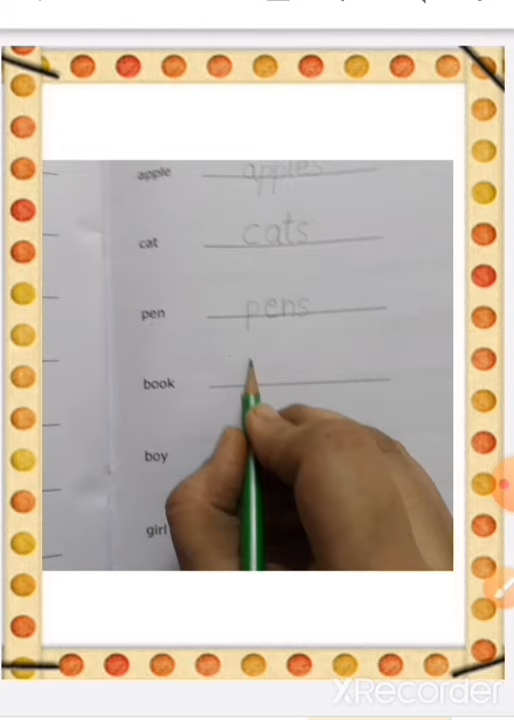 apple apples
cat cats
pen pens
book
boy
girl
XRecorder